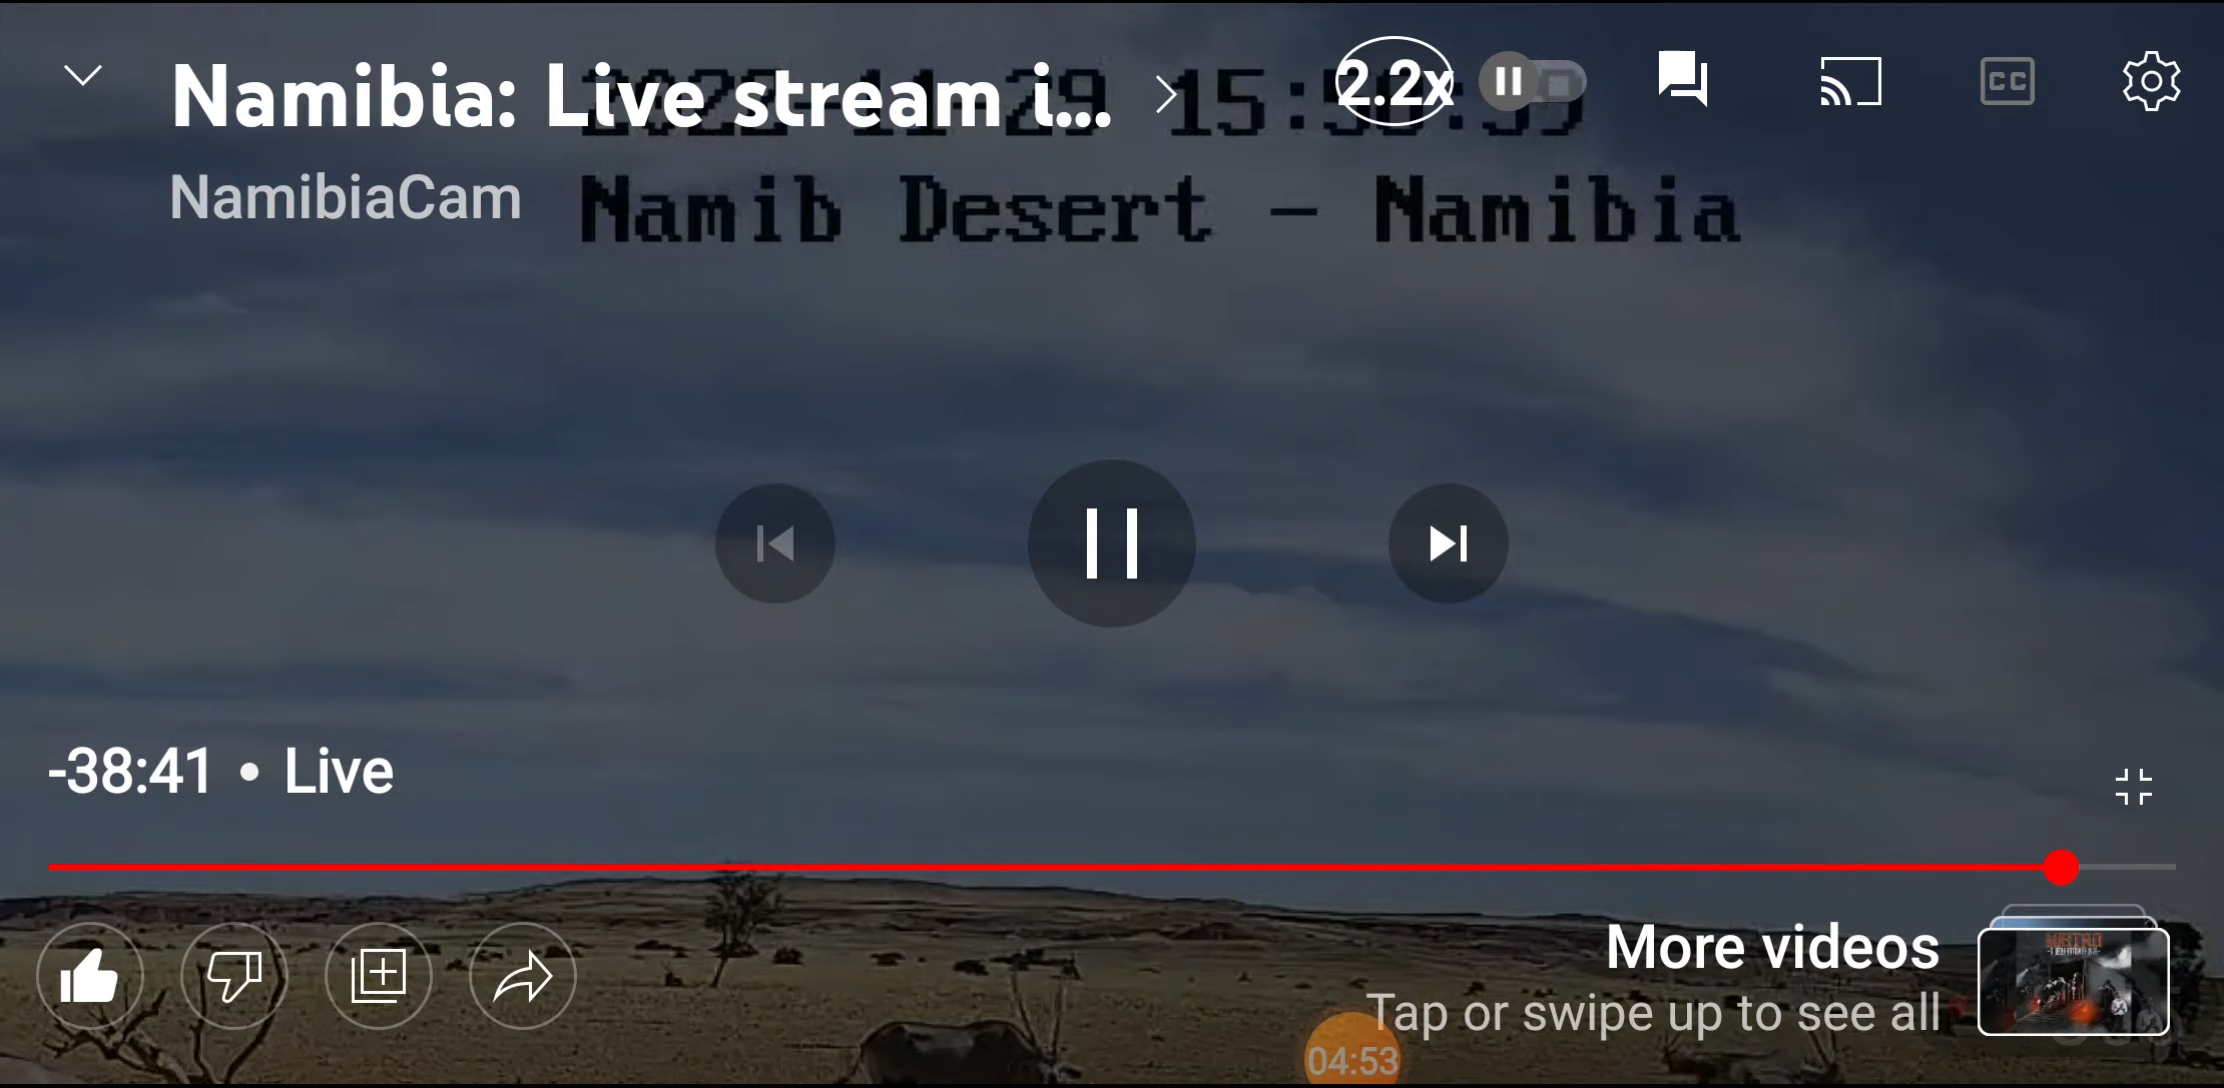 Namibia: Live stream i...
2.2x
NamibiaCam
Namib Desert - Namibia
-38:41 • Live
More videos
Tap or swipe up to see all
04:53